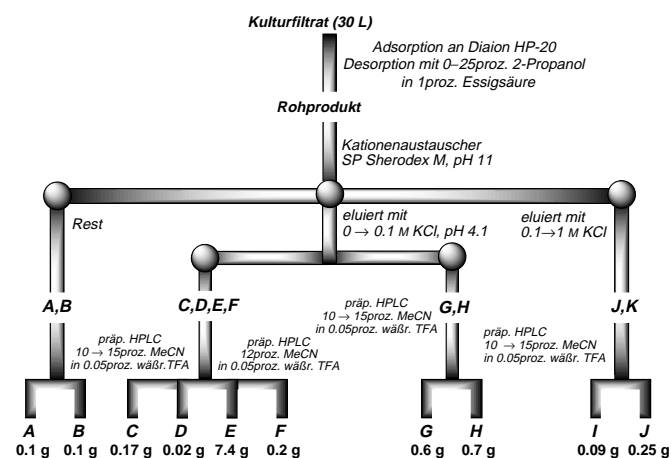 Kulturfiltrat (30 L)
Adsorption an Diaion HP-20
Desorption mit 0–25proz. 2-Propanol
in 1proz. Essigsäure
Rohprodukt
Kationenaustauscher
SP Sherodex M, pH 11
Rest
eluiert mit
0 → 0.1 M KCl, pH 4.1
eluiert mit
0.1→1 M KCl
A,B
C,D,E,F
G,H
J,K
präp. HPLC
10 → 15proz. MeCN
in 0.05proz. wäßr.TFA
präp. HPLC
12proz. MeCN
in 0.05proz. wäßr. TFA
präp. HPLC
10 → 15proz. MeCN
in 0.05proz. wäßr. TFA
präp. HPLC
10 → 15proz. MeCN
in 0.05proz. wäßr. TFA
A B C D E F G H I J
0.1 g 0.1 g 0.17 g 0.02 g 7.4 g 0.2 g 0.6 g 0.7 g 0.09 g 0.25 g